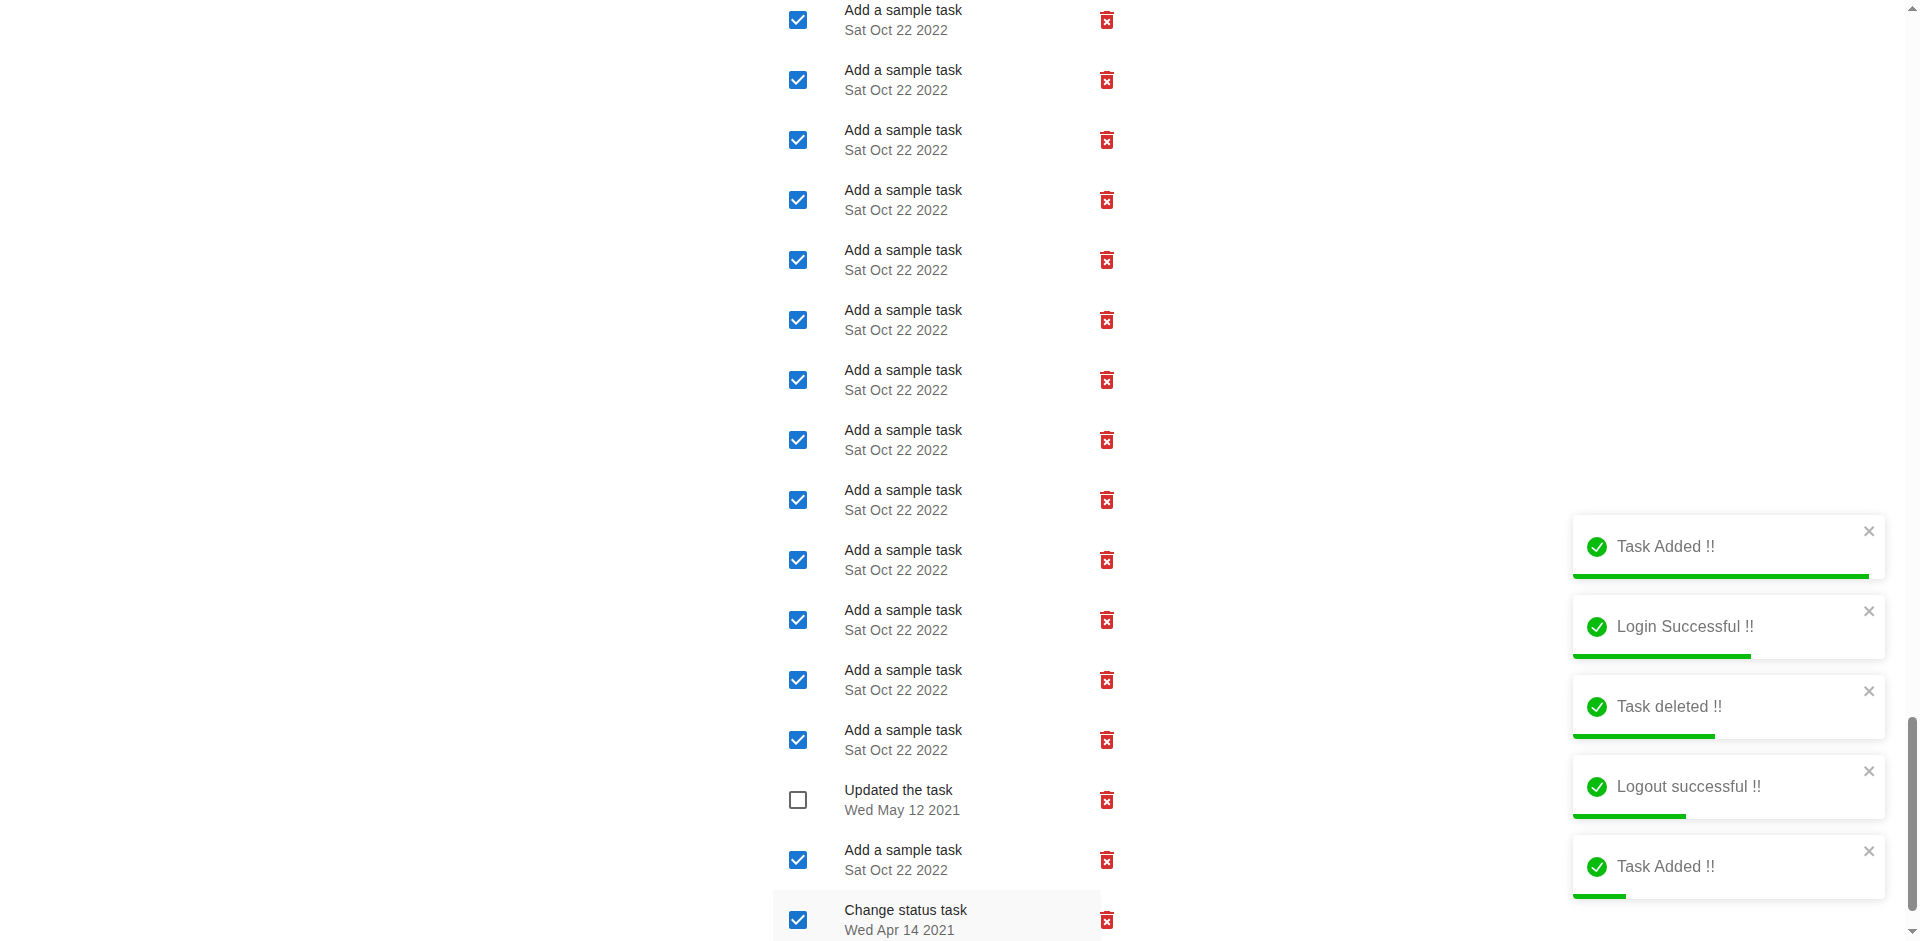 Add a sample task
Sat Oct 22 2022
Add a sample task
Sat Oct 22 2022
Add a sample task
Sat Oct 22 2022
Add a sample task
Sat Oct 22 2022
Add a sample task
Sat Oct 22 2022
Add a sample task
Sat Oct 22 2022
Add a sample task
Sat Oct 22 2022
Add a sample task
Sat Oct 22 2022
Add a sample task
Sat Oct 22 2022
Add a sample task
Sat Oct 22 2022
Add a sample task
Sat Oct 22 2022
Add a sample task
Sat Oct 22 2022
Add a sample task
Sat Oct 22 2022
Updated the task
Wed May 12 2021
Add a sample task
Sat Oct 22 2022
Change status task
Wed Apr 14 2021
Task Added !!
Login Successful !!
Task deleted !!
Logout successful !!
Task Added !!